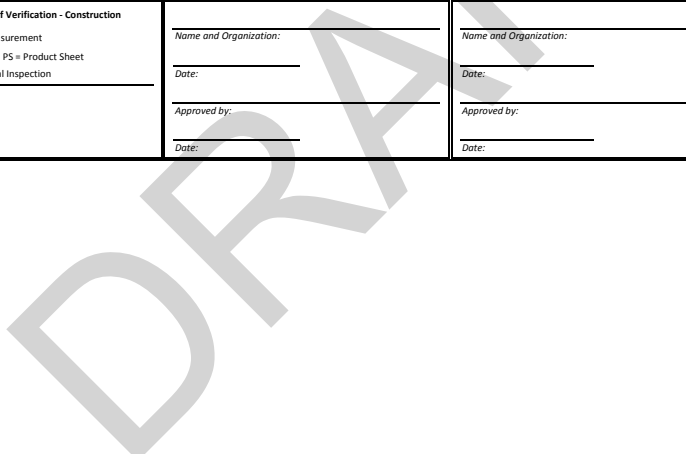 f Verification - Construction
surement
PS = Product Sheet
l Inspection
Name and Organization:
Date:
Approved by:
Date:
Name and Organization:
Date:
Approved by:
Date:
DRA